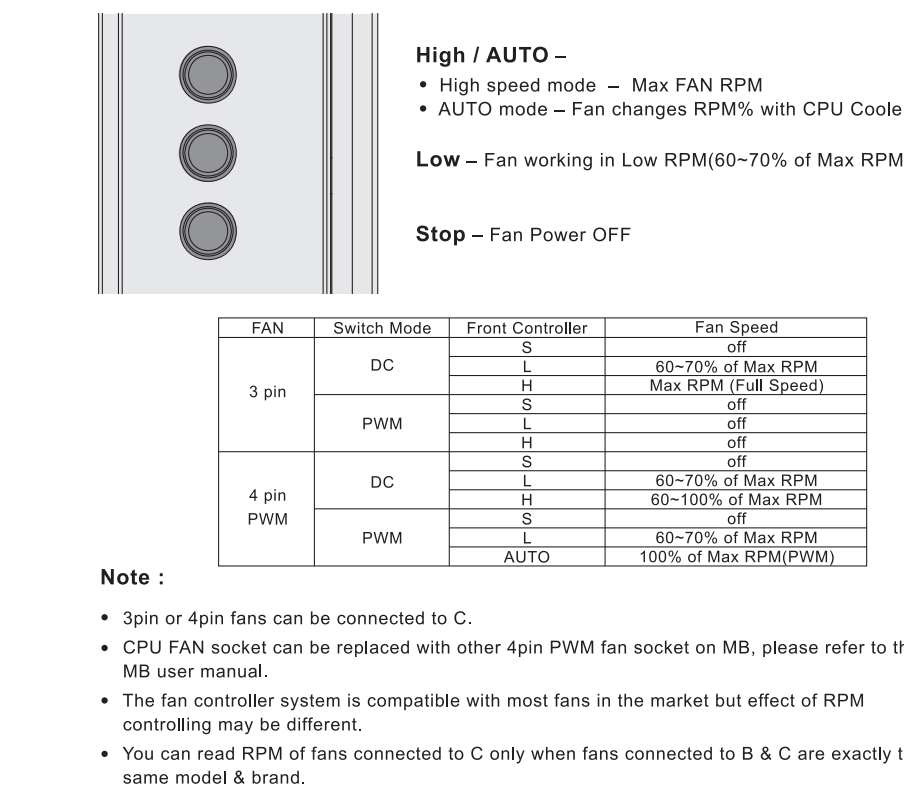 High / AUTO –
• High speed mode – Max FAN RPM
• AUTO mode – Fan changes RPM% with CPU Coole
Low – Fan working in Low RPM(60~70% of Max RPM
Stop – Fan Power OFF
FAN Switch Mode Front Controller Fan Speed
3 pin DC S off
L 60~70% of Max RPM
H Max RPM (Full Speed)
PWM S off
L off
H off
4 pin PWM DC S off
L 60~70% of Max RPM
H 60~100% of Max RPM
PWM S off
L 60~70% of Max RPM
AUTO 100% of Max RPM(PWM)
Note :
• 3pin or 4pin fans can be connected to C.
• CPU FAN socket can be replaced with other 4pin PWM fan socket on MB, please refer to th
MB user manual.
• The fan controller system is compatible with most fans in the market but effect of RPM
controlling may be different.
• You can read RPM of fans connected to C only when fans connected to B & C are exactly t
same model & brand.